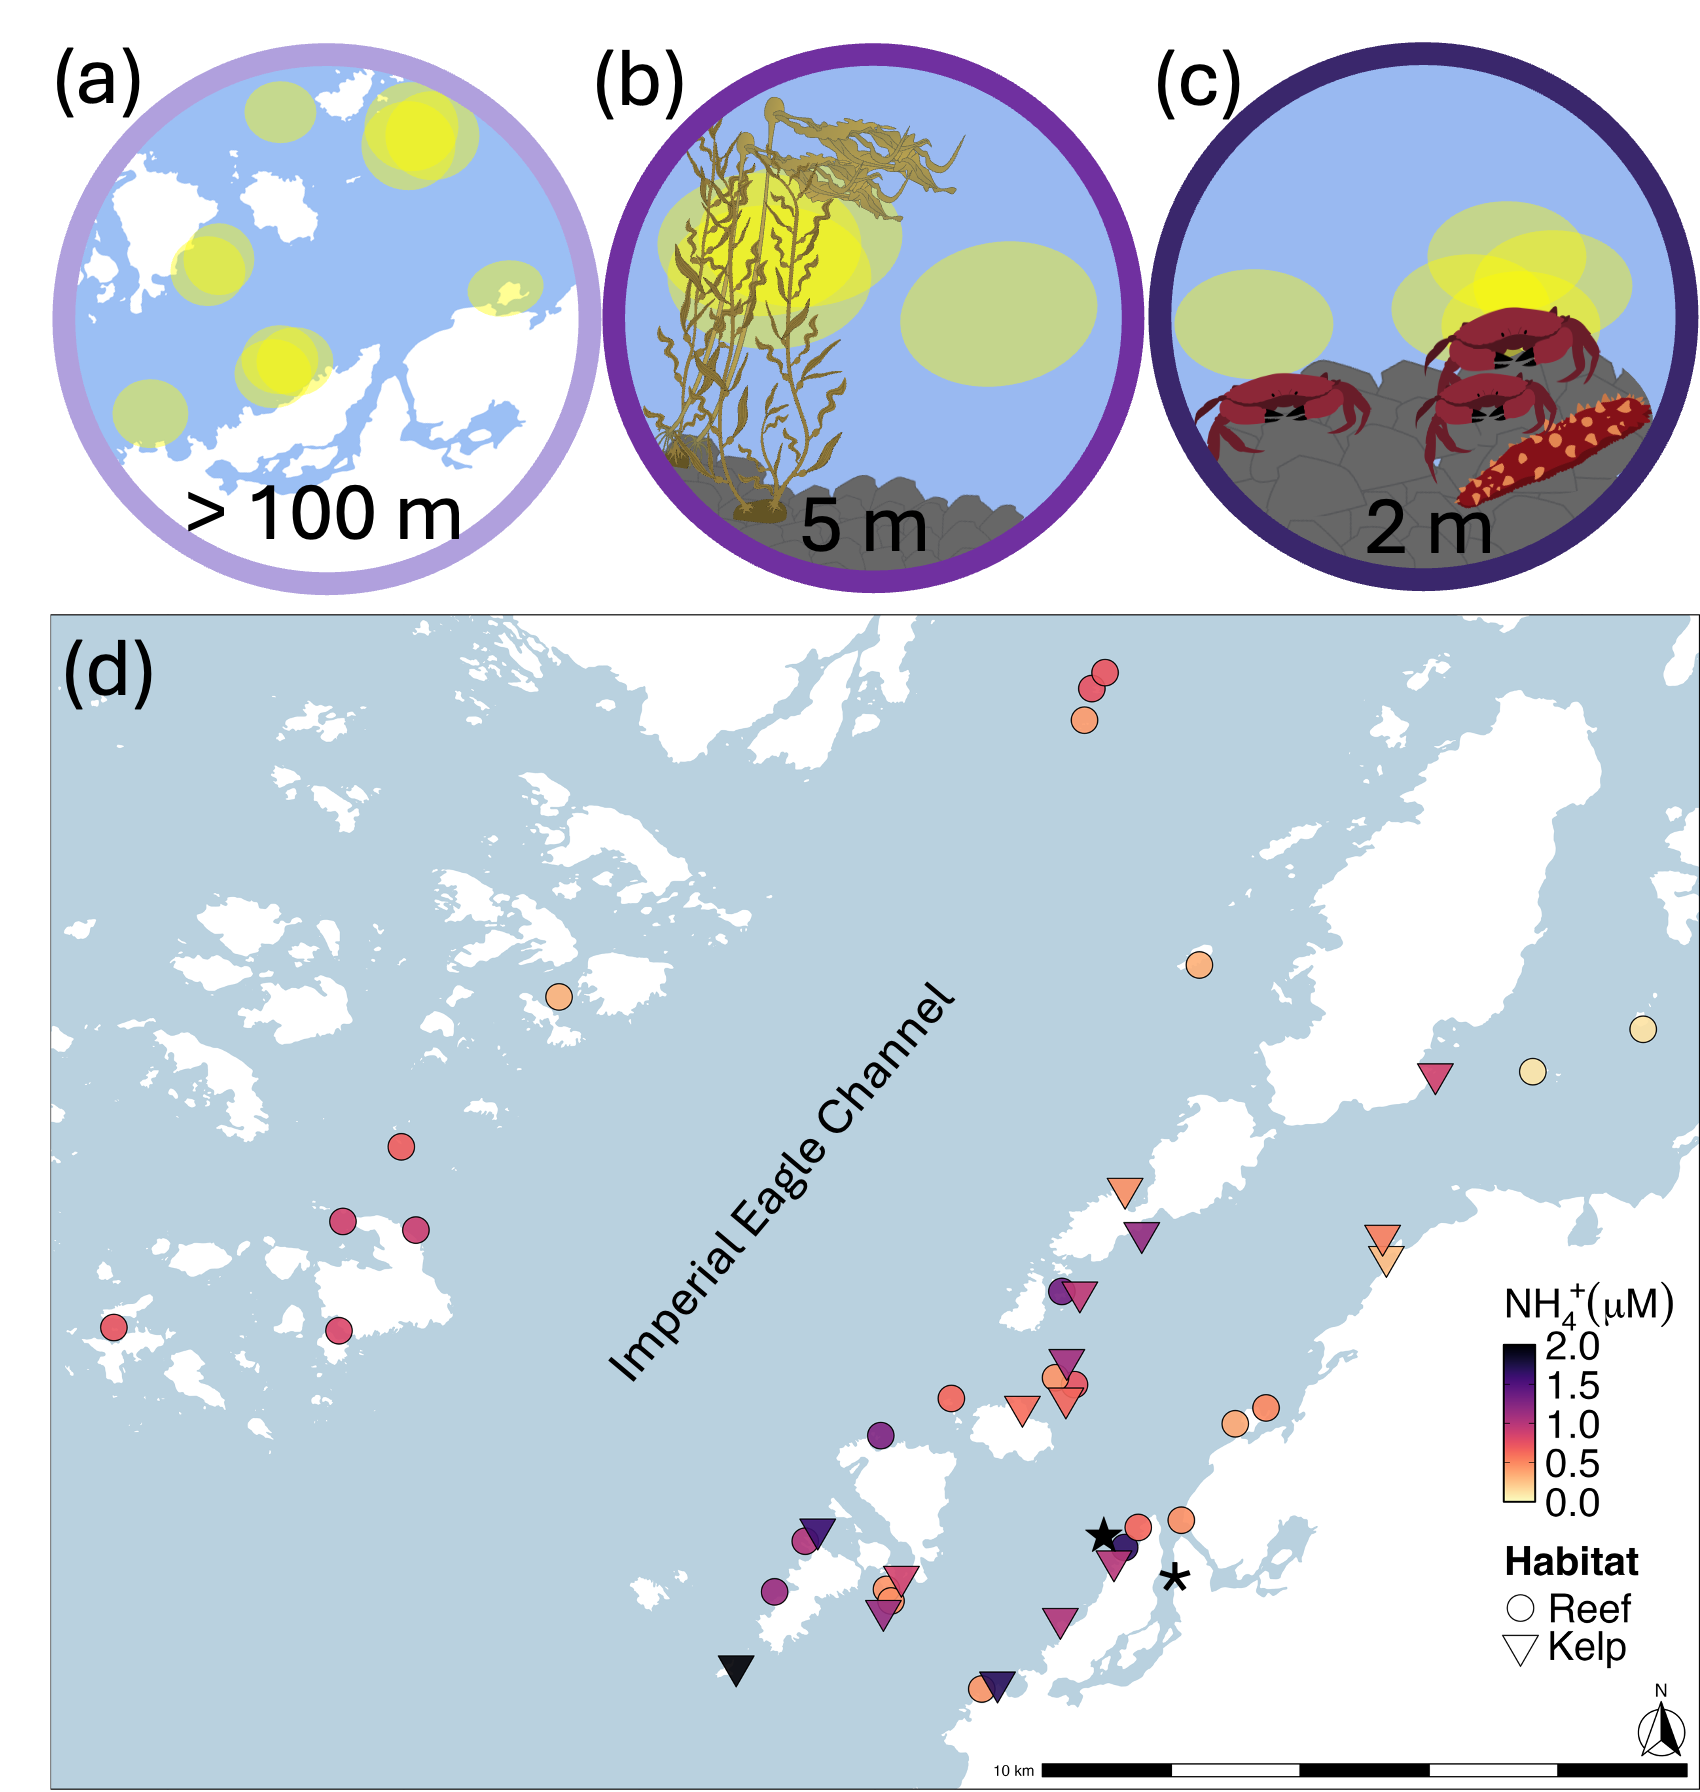 (a)
(b)
(c)
> 100 m
5 m
2 m
(d)
Imperial Eagle Channel
NH₄⁺(μM)
2.0
1.5
1.0
0.5
0.0
Habitat
Reef
Kelp
N
10 km